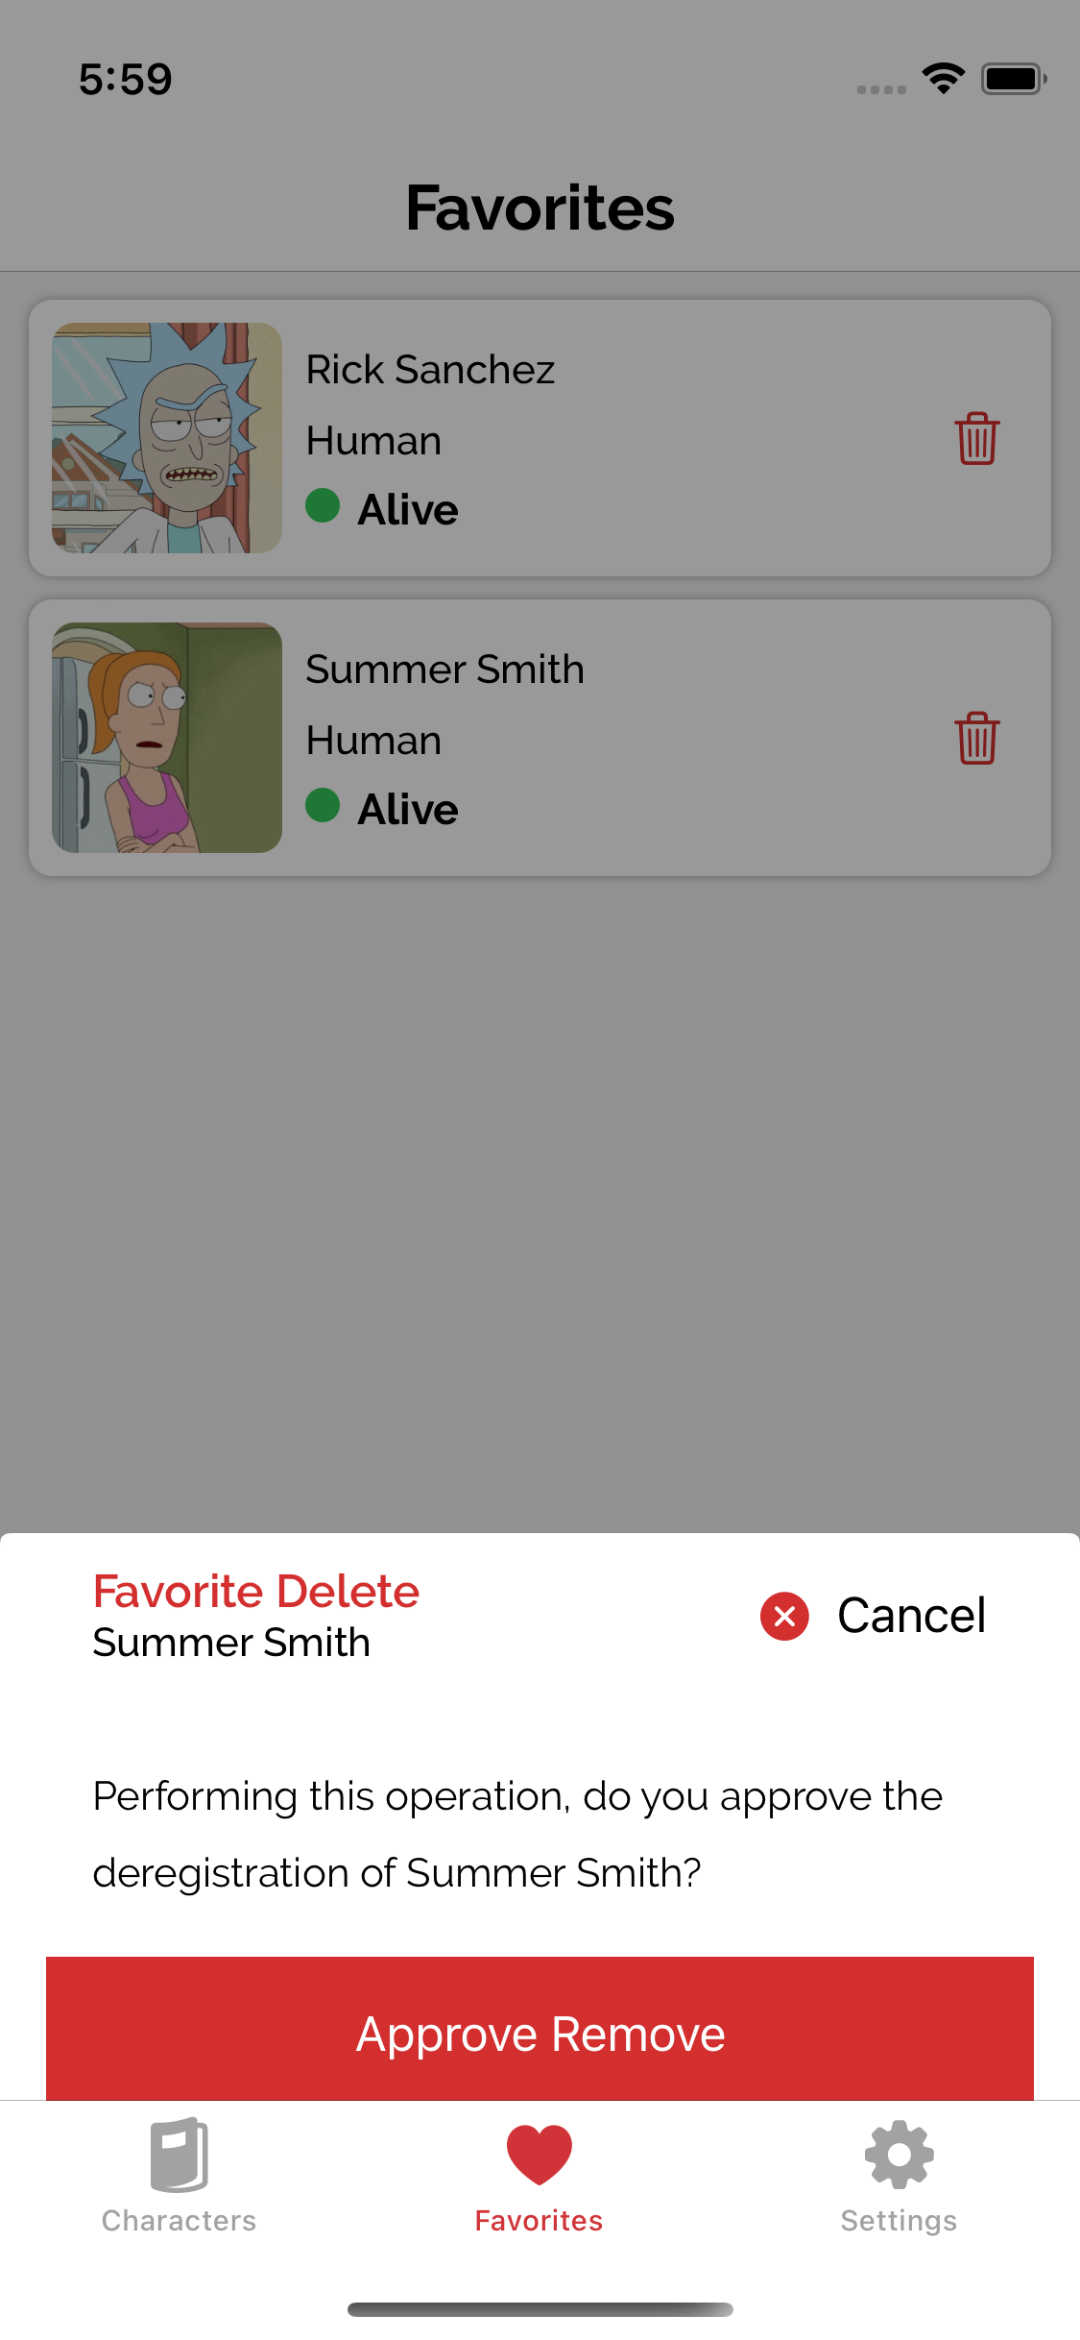 5:59
Favorites
Rick Sanchez
Human
Alive
Summer Smith
Human
Alive
Favorite Delete
Summer Smith
Cancel
Performing this operation, do you approve the
deregistration of Summer Smith?
Approve Remove
Characters
Favorites
Settings